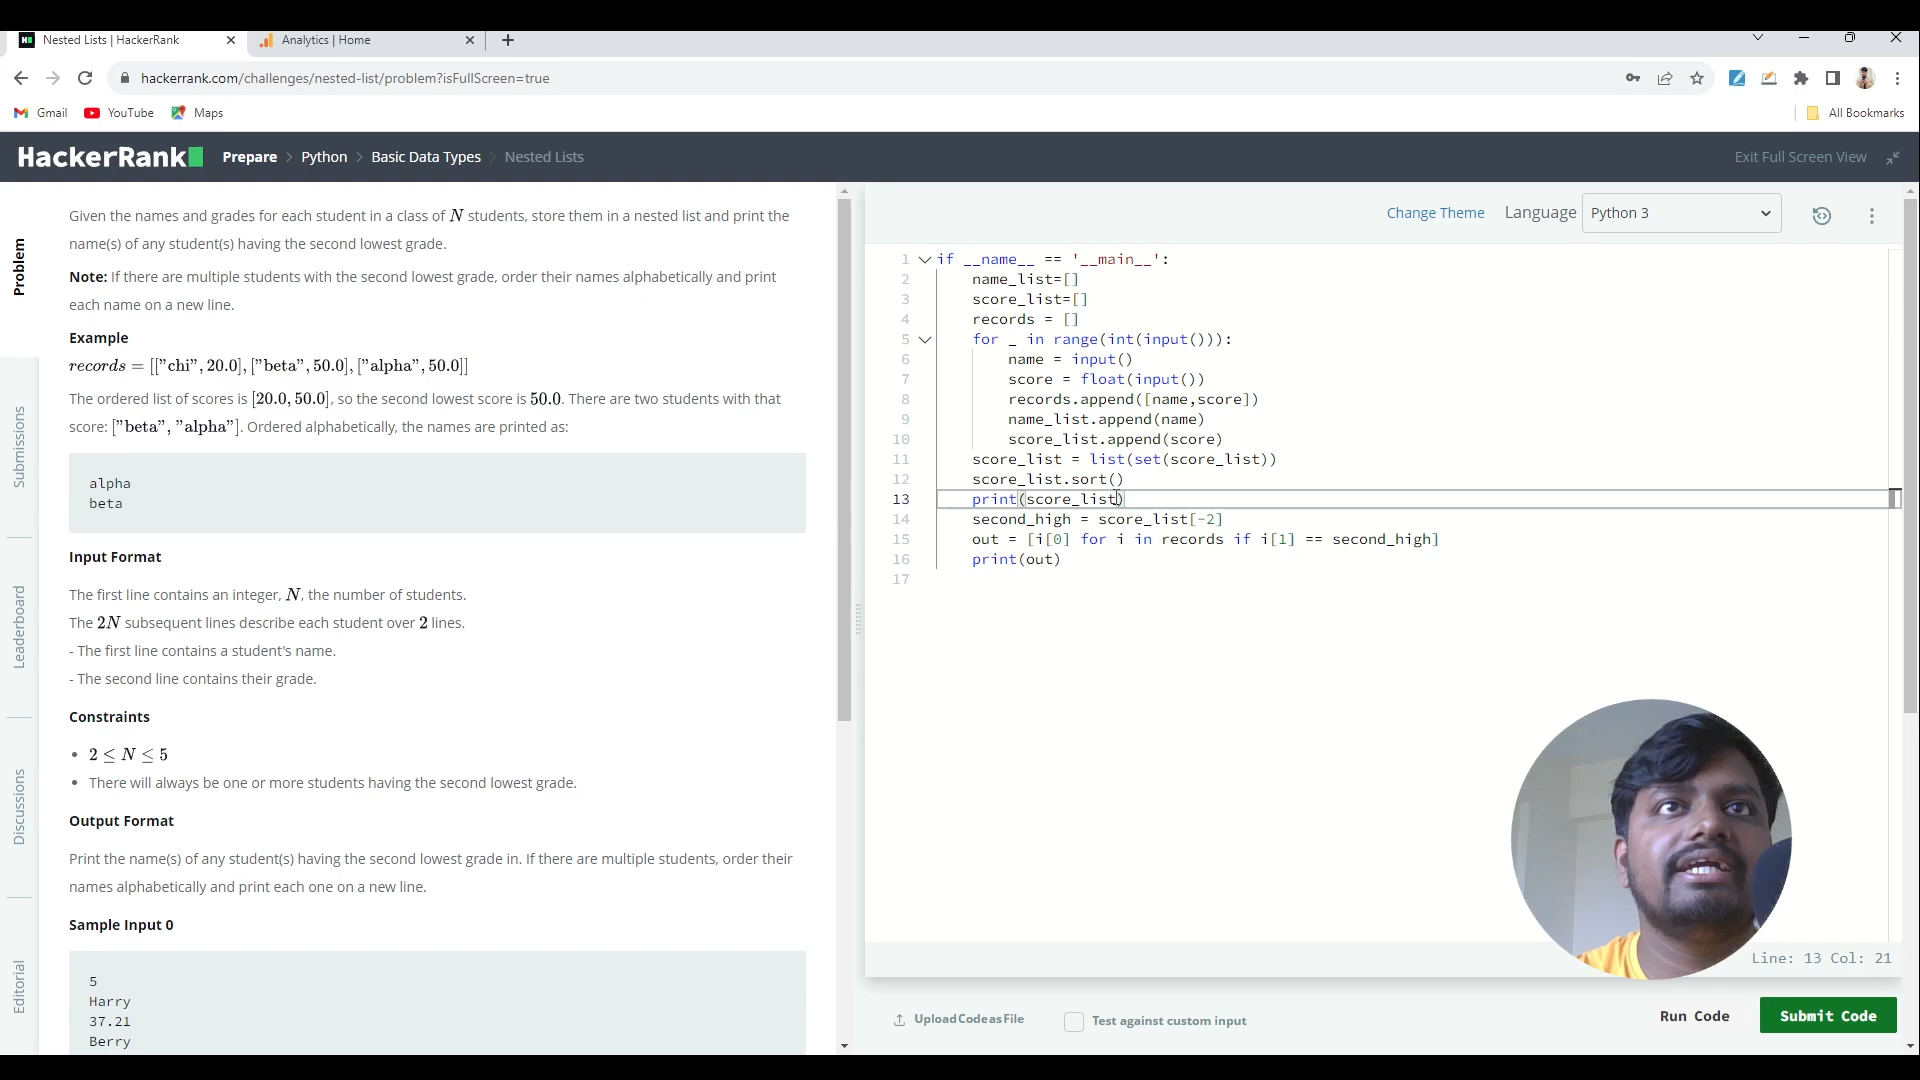 Nested Lists | HackerRank
Analytics | Home
hackerrank.com/challenges/nested-list/problem?isFullScreen=true
Gmail YouTube Maps All Bookmarks
HackerRank Prepare > Python > Basic Data Types > Nested Lists Exit Full Screen View
Problem
Submissions
Leaderboard
Discussions
Editorial
Given the names and grades for each student in a class of N students, store them in a nested list and print the
name(s) of any student(s) having the second lowest grade.
Note: If there are multiple students with the second lowest grade, order their names alphabetically and print
each name on a new line.
Example
records = [["chi", 20.0], ["beta", 50.0], ["alpha", 50.0]]
The ordered list of scores is [20.0, 50.0], so the second lowest score is 50.0. There are two students with that
score: ["beta", "alpha"]. Ordered alphabetically, the names are printed as:
alpha
beta
Input Format
The first line contains an integer, N, the number of students.
The 2N subsequent lines describe each student over 2 lines.
- The first line contains a student's name.
- The second line contains their grade.
Constraints
• 2 ≤ N ≤ 5
• There will always be one or more students having the second lowest grade.
Output Format
Print the name(s) of any student(s) having the second lowest grade in. If there are multiple students, order their
names alphabetically and print each one on a new line.
Sample Input 0
5
Harry
37.21
Berry
Change Theme Language Python 3
1 if __name__ == '__main__':
2     name_list=[]
3     score_list=[]
4     records = []
5     for _ in range(int(input())):
6         name = input()
7         score = float(input())
8         records.append([name,score])
9         name_list.append(name)
10         score_list.append(score)
11     score_list = list(set(score_list))
12     score_list.sort()
13     print(score_list)
14     second_high = score_list[-2]
15     out = [i[0] for i in records if i[1] == second_high]
16     print(out)
17
Line: 13 Col: 21
Upload Code as File Test against custom input Run Code Submit Code